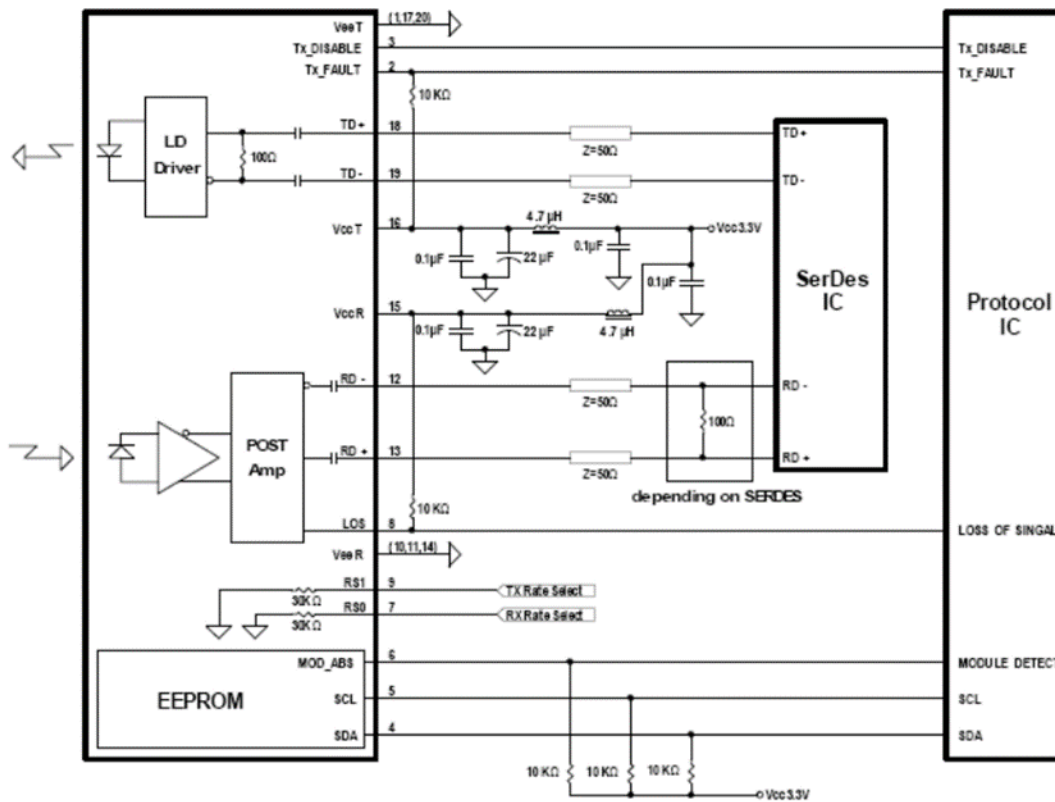 VeeT (1,17,20)
Tx_DISABLE 3 Tx_DISABLE
Tx_FAULT 2 Tx_FAULT
10 KΩ
LD
Driver
100Ω
TD+ 18 Z=50Ω TD+
TD- 19 Z=50Ω TD-
VccT 16 4.7 µH Vcc3.3V
0.1µF 22 µF 0.1µF 0.1µF
SerDes
IC
Protocol
IC
VccR 15 4.7 µH
0.1µF 22 µF
RD - 12 Z=50Ω RD -
100Ω
POST
Amp
RD + 13 Z=50Ω RD +
depending on SERDES
10 KΩ
LOS 8 LOSS OF SINGAL
VeeR (10,11,14)
RS1 9 TX Rate Select
30KΩ
RS0 7 RX Rate Select
30KΩ
MOD_ABS 6 MODULE DETECT
EEPROM
SCL 5 SCL
SDA 4 SDA
10 KΩ 10 KΩ 10 KΩ
Vcc3.3V